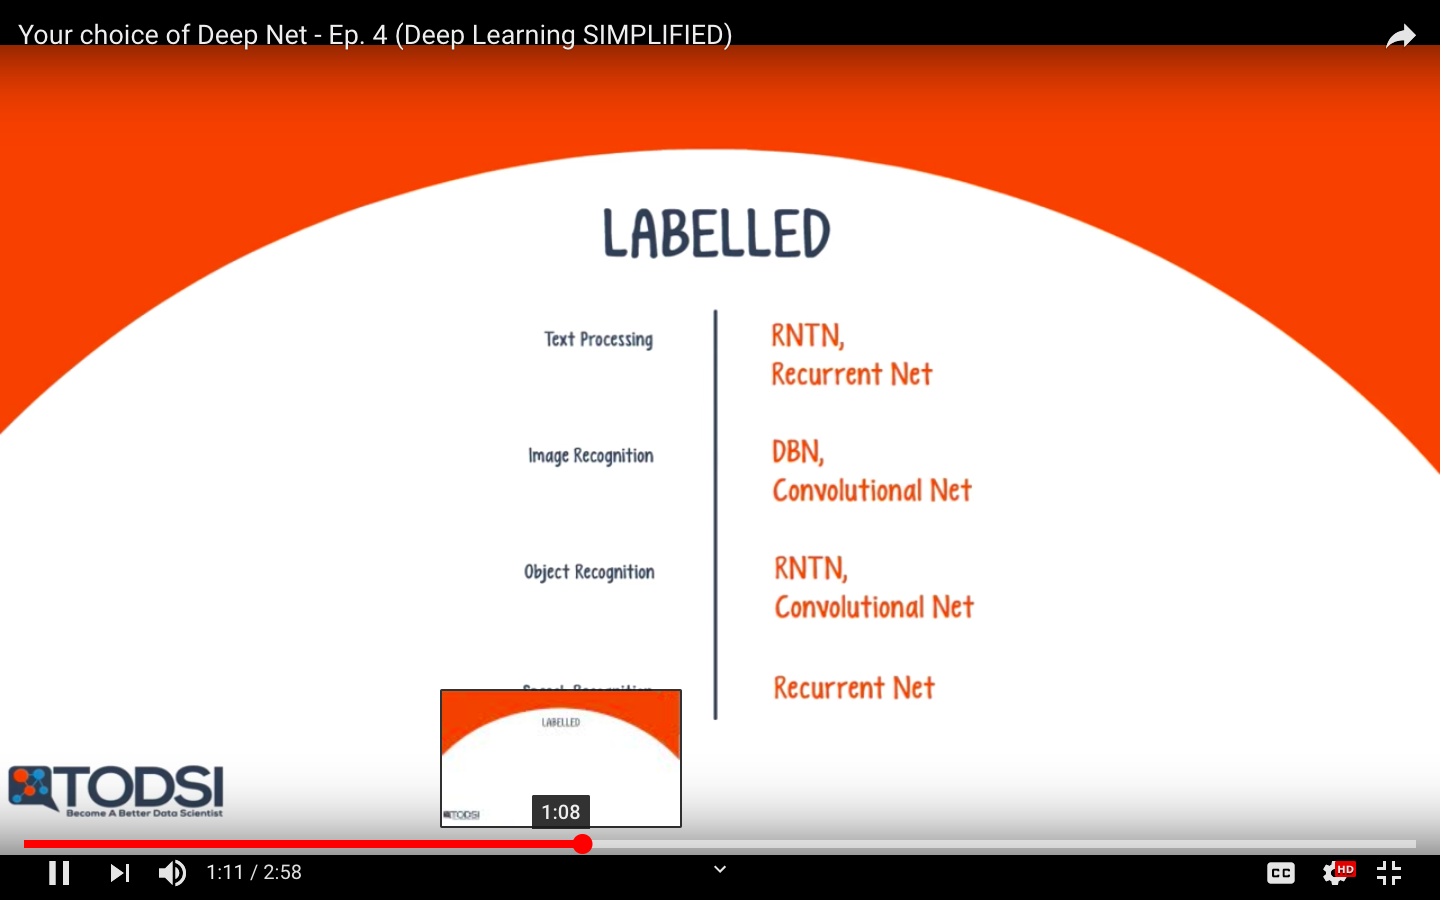 Your choice of Deep Net - Ep. 4 (Deep Learning SIMPLIFIED)
LABELLED
Text Processing
RNTN,
Recurrent Net
Image Recognition
DBN,
Convolutional Net
Object Recognition
RNTN,
Convolutional Net
Recurrent Net
LABELLED
TODSI
1:08
TODSI
Become A Better Data Scientist
1:11 / 2:58
CC
HD